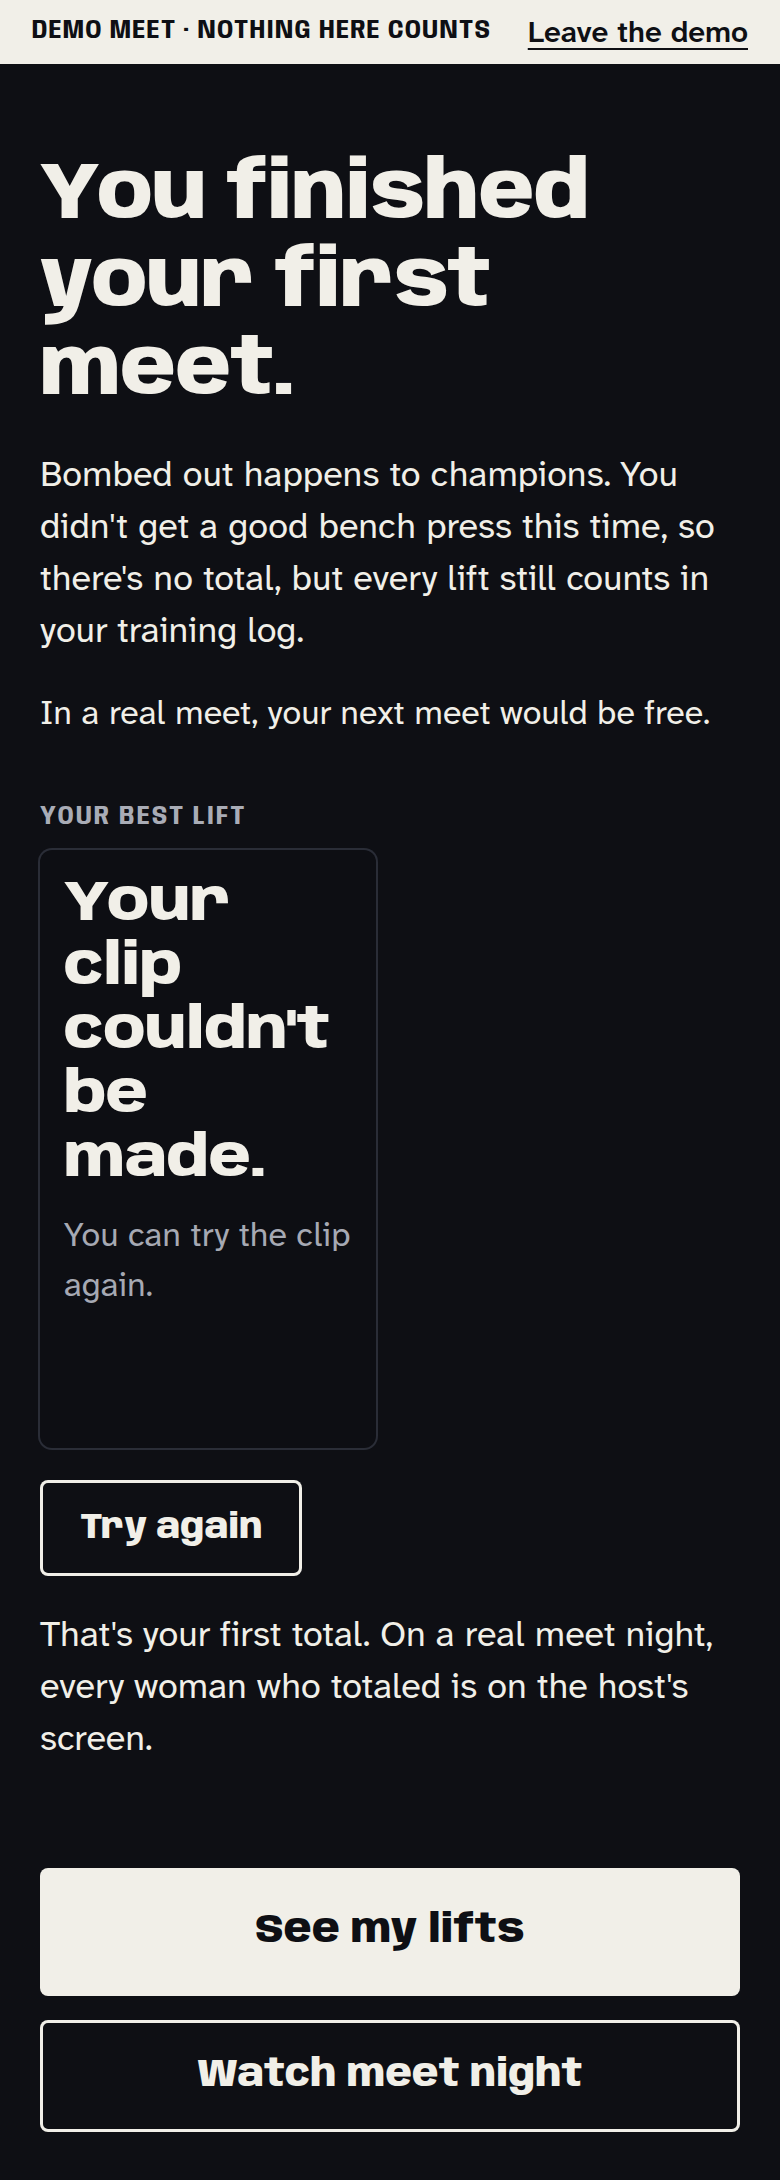 DEMO MEET · NOTHING HERE COUNTS
Leave the demo
You finished
your first
meet.
Bombed out happens to champions. You
didn't get a good bench press this time, so
there's no total, but every lift still counts in
your training log.
In a real meet, your next meet would be free.
YOUR BEST LIFT
Your
clip
couldn't
be
made.
You can try the clip
again.
Try again
That's your first total. On a real meet night,
every woman who totaled is on the host's
screen.
See my lifts
Watch meet night